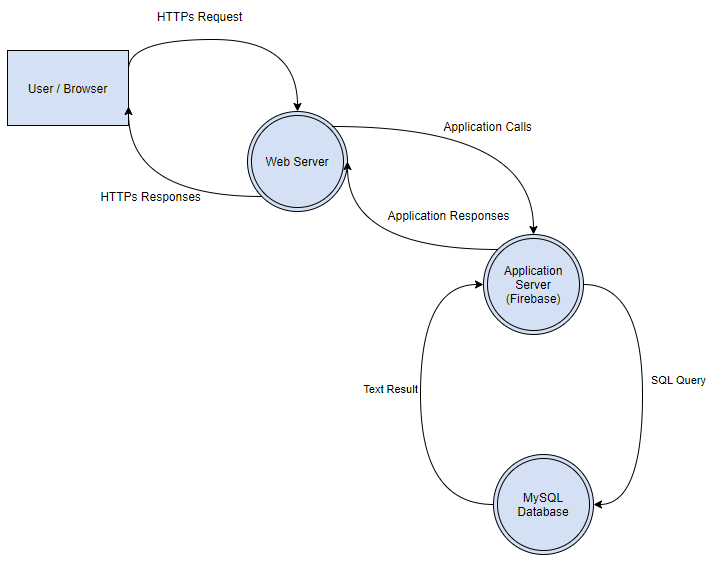 HTTPs Request
User / Browser
Web Server
Application Calls
HTTPs Responses
Application Responses
Application
Server
(Firebase)
Text Result
SQL Query
MySQL
Database